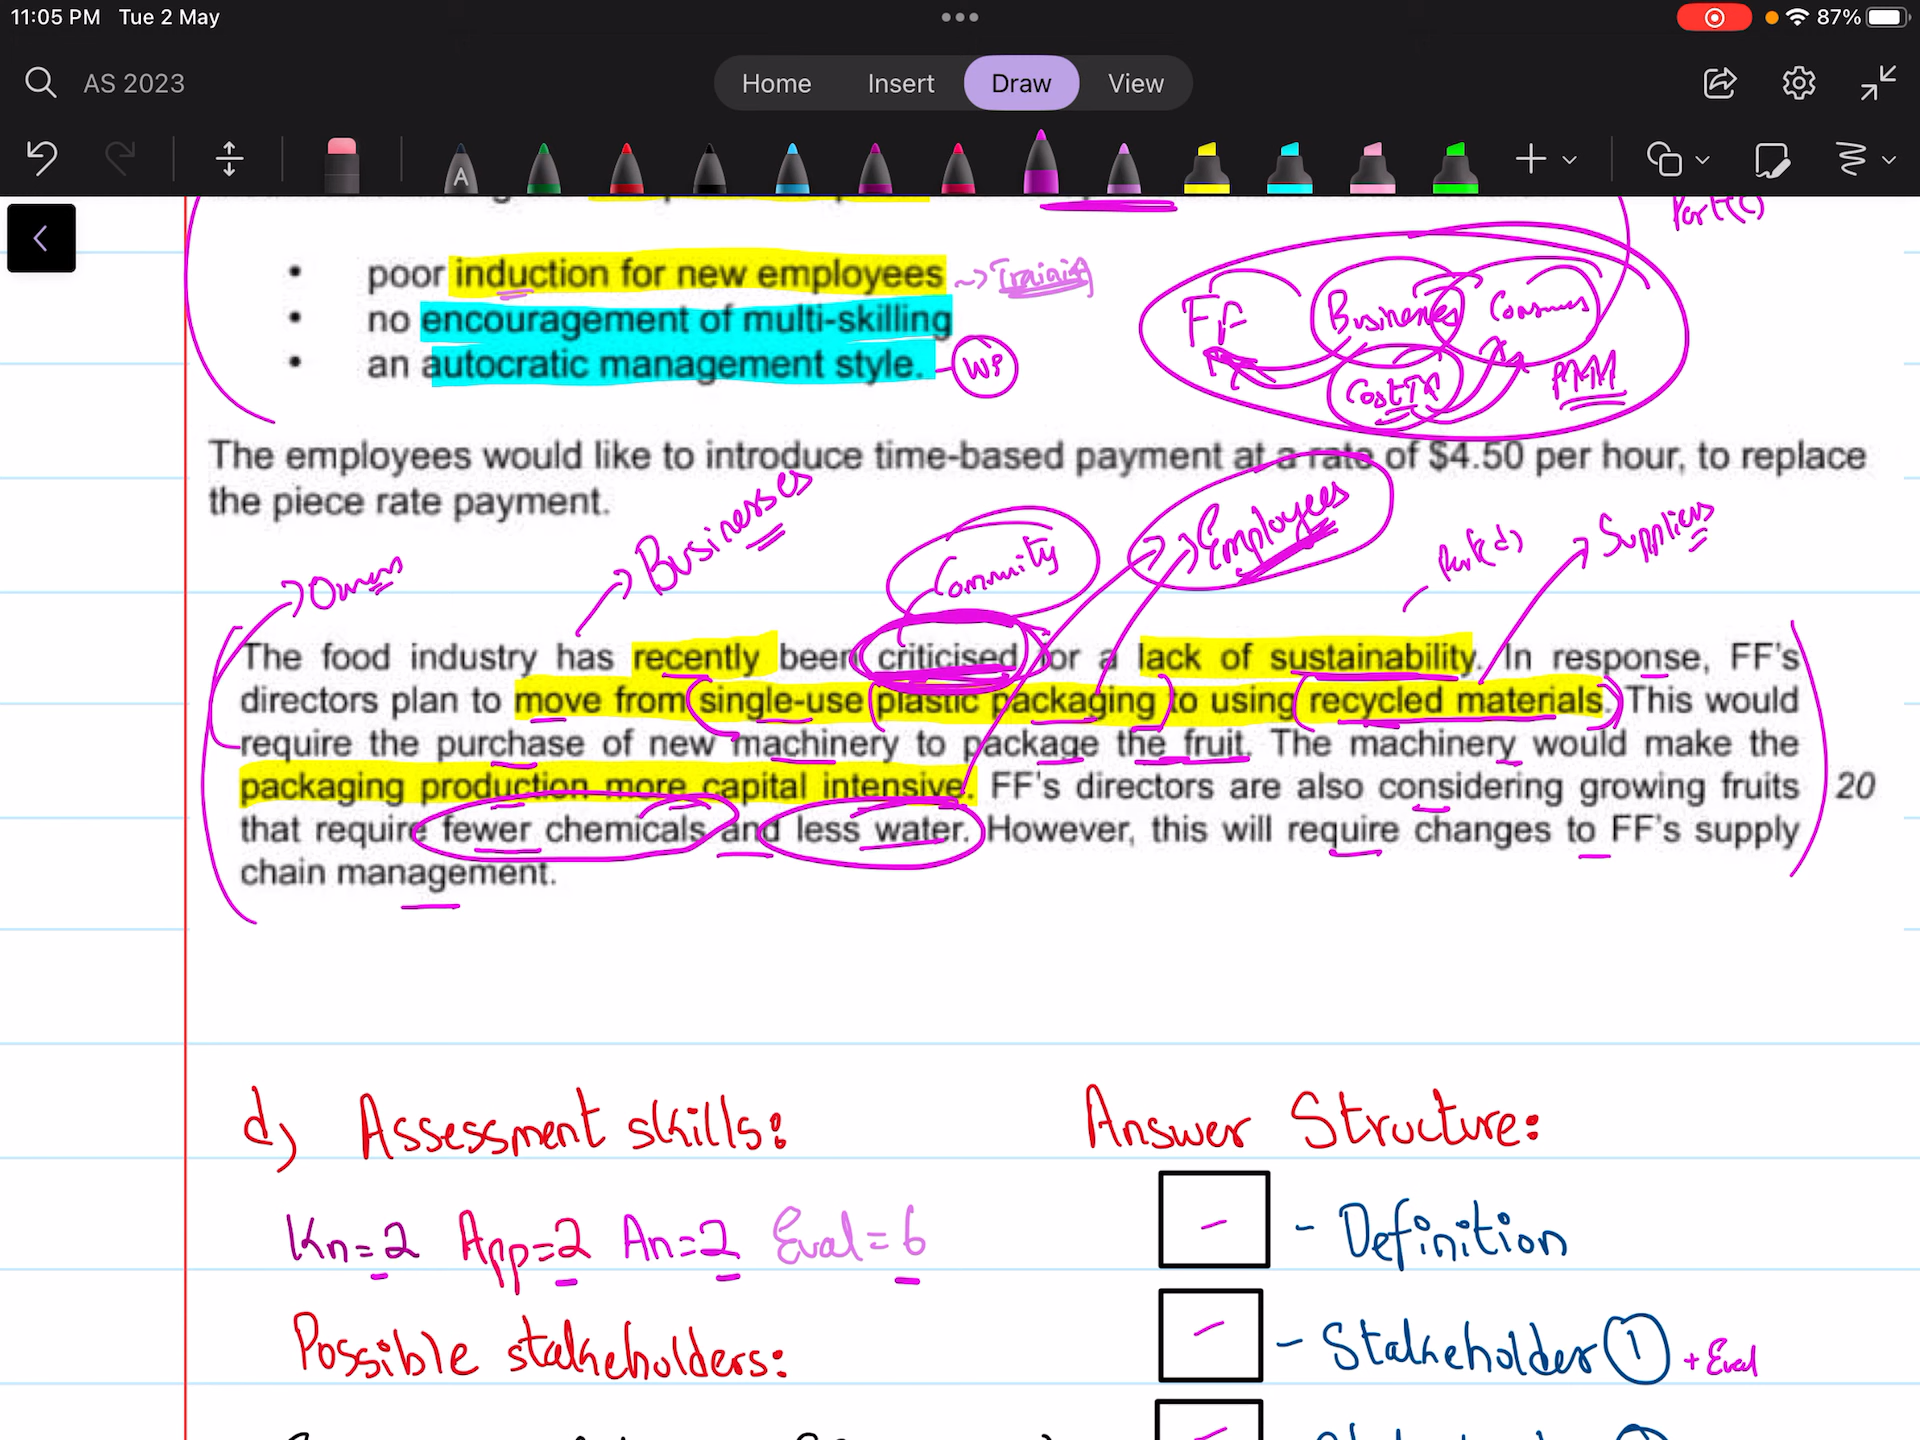 11:05 PM Tue 2 May
87%
AS 2023
Home Insert Draw View
A
Part(c)
• poor induction for new employees → Training
• no encouragement of multi-skilling
• an autocratic management style. WP
FF Businesses Consumers
Cost
The employees would like to introduce time-based payment at a rate of $4.50 per hour, to replace
the piece rate payment.
Owners Businesses Community Employees Part(d) Suppliers
The food industry has recently been criticised for a lack of sustainability. In response, FF's
directors plan to move from single-use plastic packaging to using recycled materials. This would
require the purchase of new machinery to package the fruit. The machinery would make the
packaging production more capital intensive. FF's directors are also considering growing fruits 20
that require fewer chemicals and less water. However, this will require changes to FF's supply
chain management.
d) Assessment skills: Answer Structure:
Kn=2 App=2 An=2 Eval=6 - Definition
Possible stakeholders: - Stakeholder 1 + Eval